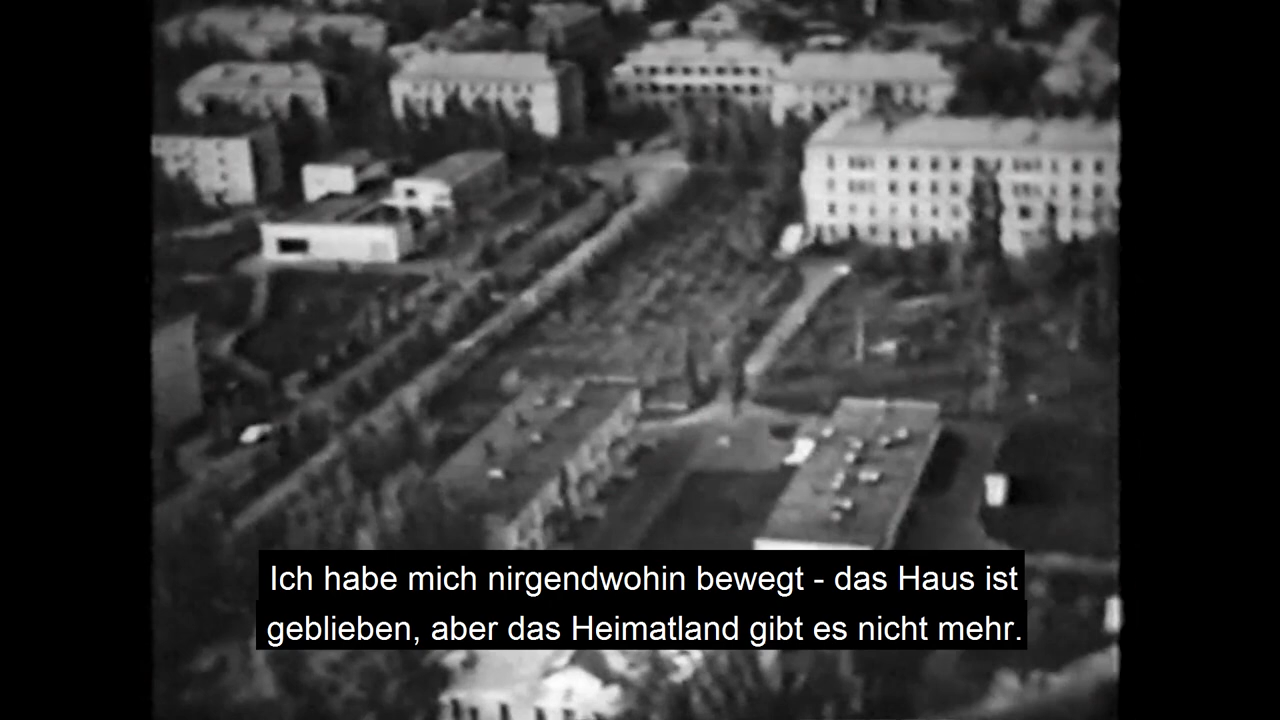 Ich habe mich nirgendwohin bewegt - das Haus ist
geblieben, aber das Heimatland gibt es nicht mehr.